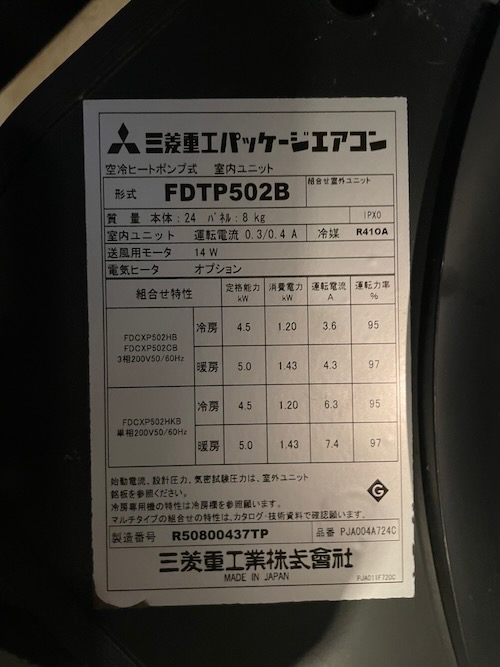 三菱重工パッケージエアコン
空冷ヒートポンプ式 室内ユニット
形式 FDTP502B 組合せ室外ユニット
質量 本体:24 パネル:8 kg IPX0
室内ユニット 運転電流 0.3/0.4 A 冷媒 R410A
送風用モータ 14 W
電気ヒータ オプション
組合せ特性 定格能力 kW 消費電力 kW 運転電流 A 運転力率 %
FDCXP502HB
FDCXP502CB
3相200V50/60Hz
冷房 4.5 1.20 3.6 95
暖房 5.0 1.43 4.3 97
FDCXP502HKB
単相200V50/60Hz
冷房 4.5 1.20 6.3 95
暖房 5.0 1.43 7.4 97
始動電流、設計圧力、気密試験圧力は、室外ユニット
銘板を参照ください。
冷房専用機の特性は冷房欄を参照願います。
マルチタイプの組合せの特性は、カタログ・技術資料で確認願います。
G
製造番号 R50800437TP 品番 PJA004A724C
三菱重工業株式會社
MADE IN JAPAN
PJA011F720C